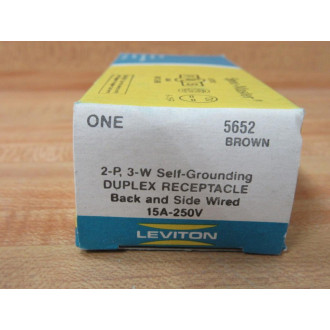 ONE
5652
BROWN
2-P, 3-W Self-Grounding
DUPLEX RECEPTACLE
Back and Side Wired
15A-250V
LEVITON